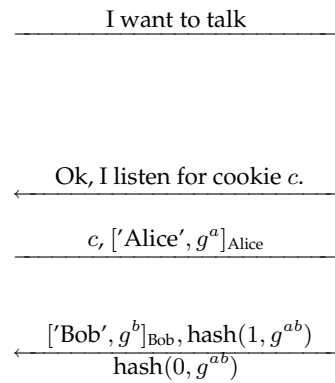 I want to talk
Ok, I listen for cookie c.
c, ['Alice', g^a]_Alice
['Bob', g^b]_Bob, hash(1, g^ab)
hash(0, g^ab)